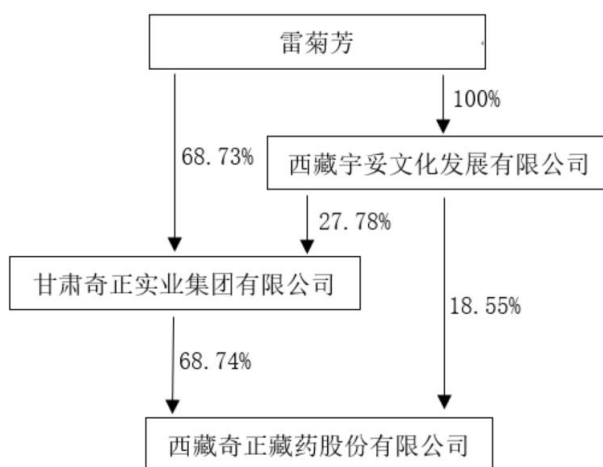 雷菊芳
100%
68.73%
西藏宇妥文化发展有限公司
27.78%
甘肃奇正实业集团有限公司
18.55%
68.74%
西藏奇正藏药股份有限公司